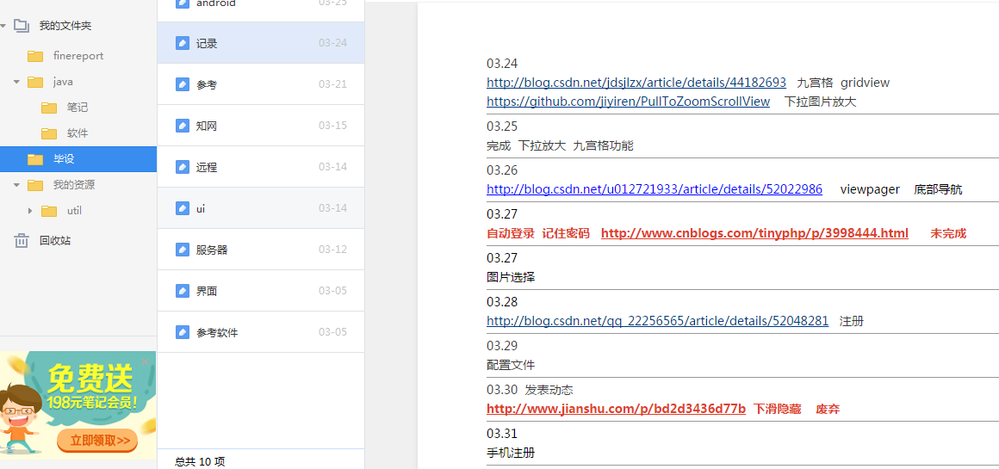 我的文件夹
finereport
java
笔记
软件
毕设
我的资源
util
回收站
免费送
198元笔记会员!
立即领取>>
android 03-25
记录 03-24
参考 03-21
知网 03-15
远程 03-14
ui 03-14
服务器 03-12
界面 03-05
参考软件 03-05
总共 10 项
03.24
http://blog.csdn.net/jdsjlzx/article/details/44182693 九宫格 gridview
https://github.com/jiyiren/PullToZoomScrollView 下拉图片放大
03.25
完成 下拉放大 九宫格功能
03.26
http://blog.csdn.net/u012721933/article/details/52022986 viewpager 底部导航
03.27
自动登录 记住密码 http://www.cnblogs.com/tinyphp/p/3998444.html 未完成
03.27
图片选择
03.28
http://blog.csdn.net/qq_22256565/article/details/52048281 注册
03.29
配置文件
03.30 发表动态
http://www.jianshu.com/p/bd2d3436d77b 下滑隐藏 废弃
03.31
手机注册